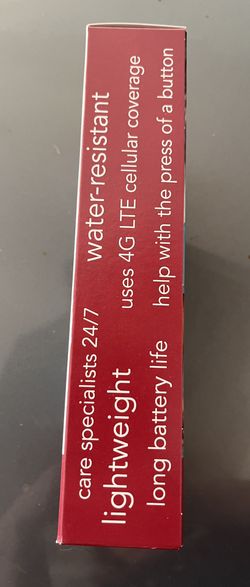 care specialists 24/7 water-resistant
lightweight uses 4G LTE cellular coverage
long battery life help with the press of a button